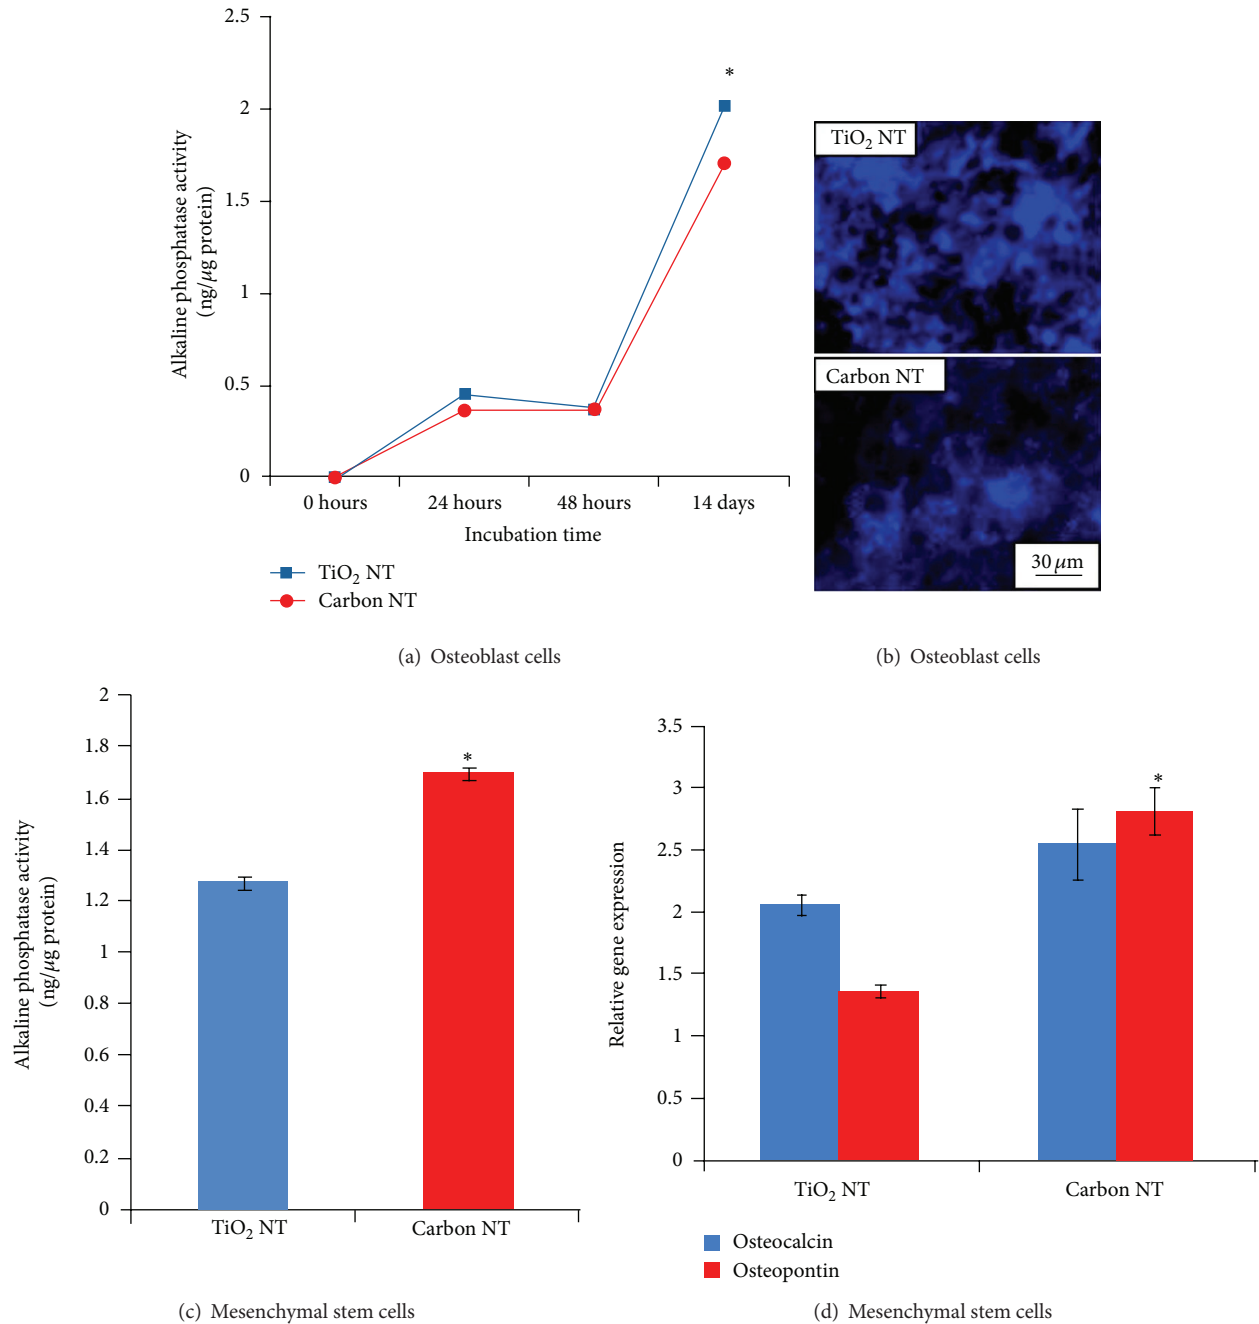 2.5
2
1.5
1
0.5
0
Alkaline phosphatase activity
(ng/μg protein)
*
0 hours
24 hours
48 hours
14 days
Incubation time
TiO₂ NT
Carbon NT
(a) Osteoblast cells
TiO₂ NT
Carbon NT
30 μm
(b) Osteoblast cells
2
1.8
1.6
1.4
1.2
1
0.8
0.6
0.4
0.2
0
Alkaline phosphatase activity
(ng/μg protein)
*
TiO₂ NT
Carbon NT
(c) Mesenchymal stem cells
3.5
3
2.5
2
1.5
1
0.5
0
Relative gene expression
*
TiO₂ NT
Carbon NT
Osteocalcin
Osteopontin
(d) Mesenchymal stem cells